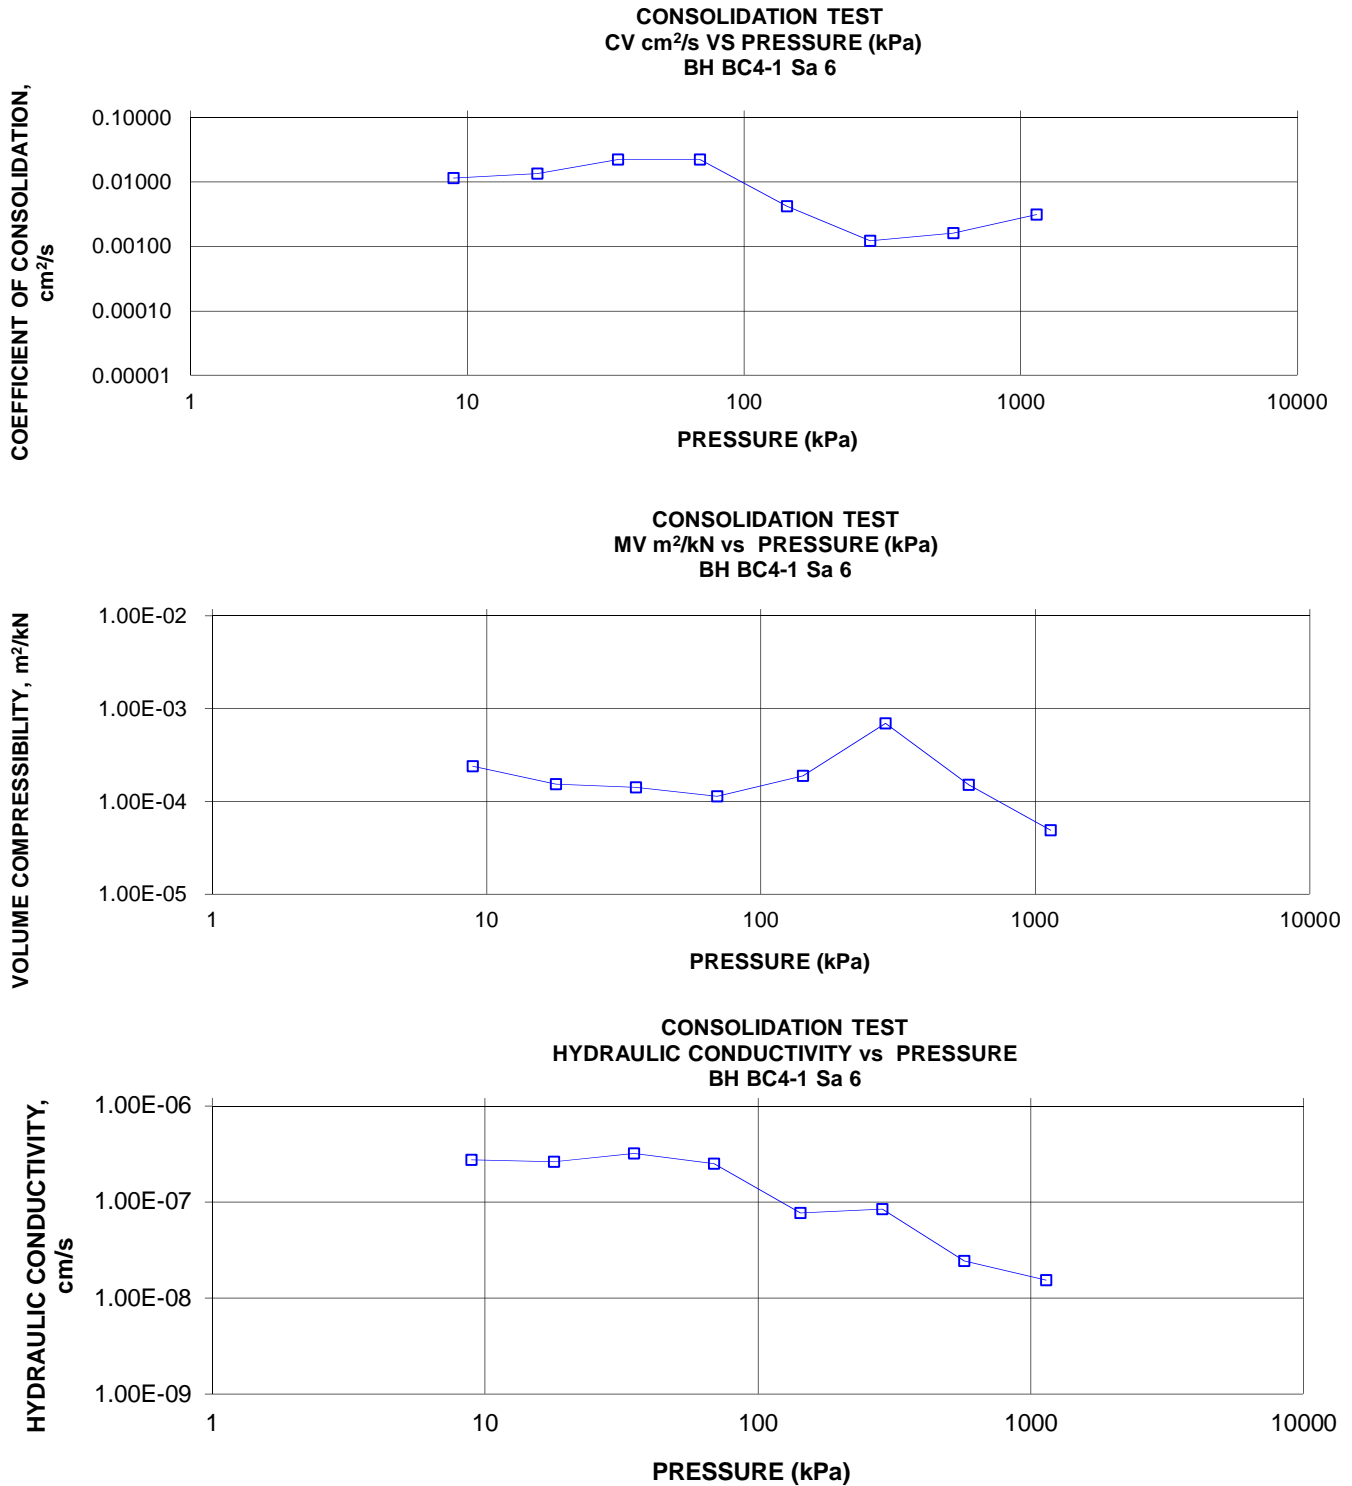 CONSOLIDATION TEST
CV cm²/s VS PRESSURE (kPa)
BH BC4-1 Sa 6
COEFFICIENT OF CONSOLIDATION,
cm²/s
0.10000
0.01000
0.00100
0.00010
0.00001
1 10 100 1000 10000
PRESSURE (kPa)
CONSOLIDATION TEST
MV m²/kN vs PRESSURE (kPa)
BH BC4-1 Sa 6
VOLUME COMPRESSIBILITY, m²/kN
1.00E-02
1.00E-03
1.00E-04
1.00E-05
1 10 100 1000 10000
PRESSURE (kPa)
CONSOLIDATION TEST
HYDRAULIC CONDUCTIVITY vs PRESSURE
BH BC4-1 Sa 6
HYDRAULIC CONDUCTIVITY,
cm/s
1.00E-06
1.00E-07
1.00E-08
1.00E-09
1 10 100 1000 10000
PRESSURE (kPa)